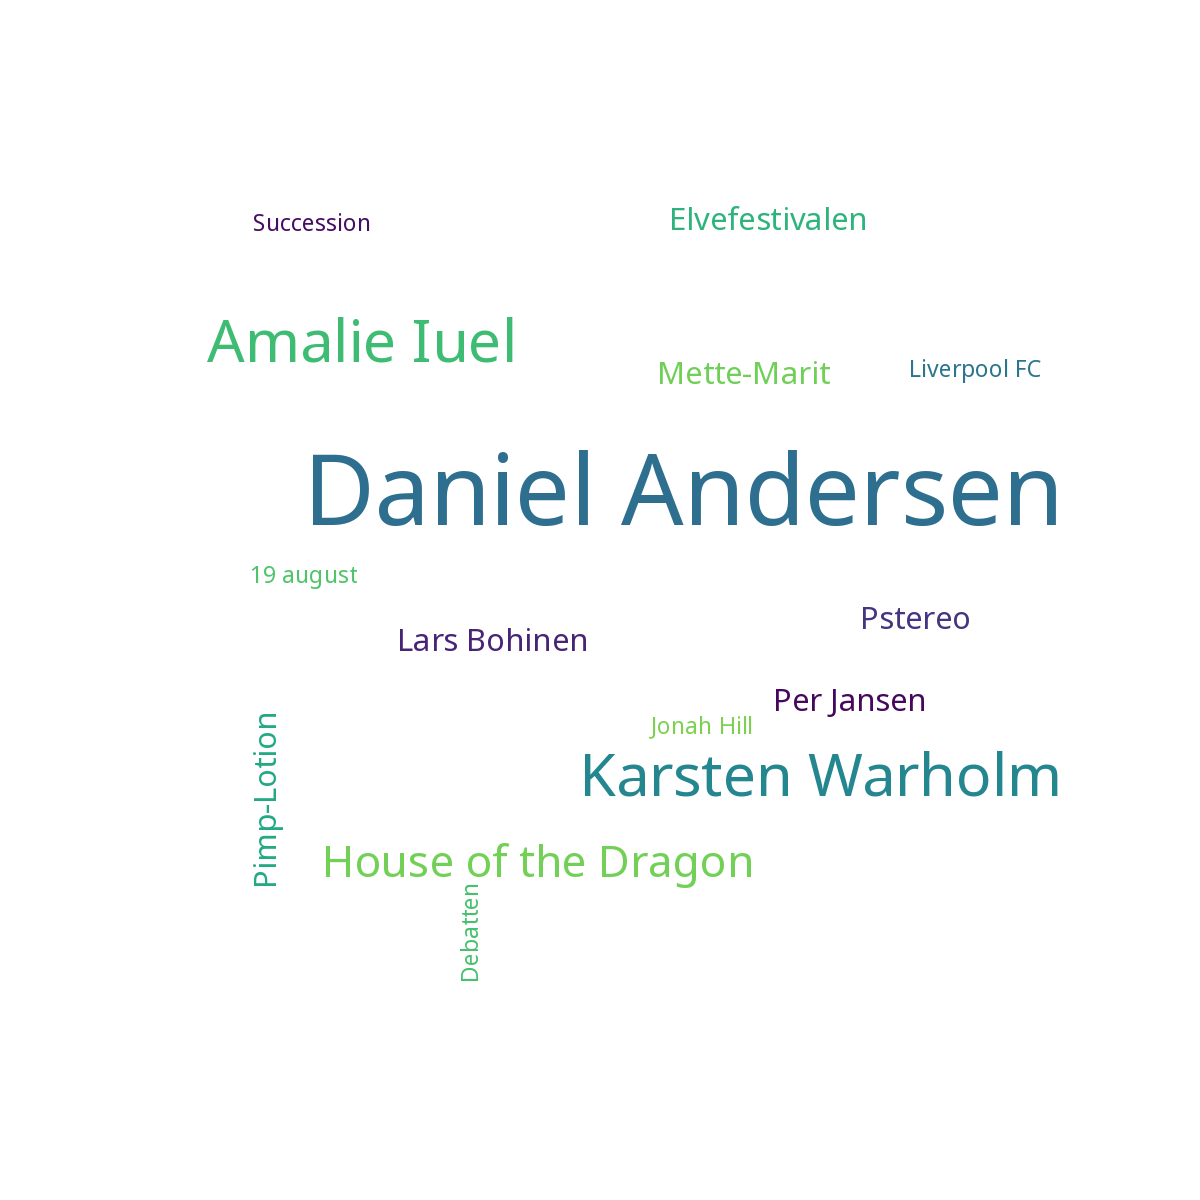 Succession
Elvefestivalen
Amalie Iuel
Mette-Marit
Liverpool FC
Daniel Andersen
19 august
Lars Bohinen
Pstereo
Per Jansen
Jonah Hill
Karsten Warholm
Pimp-Lotion
House of the Dragon
Debatten